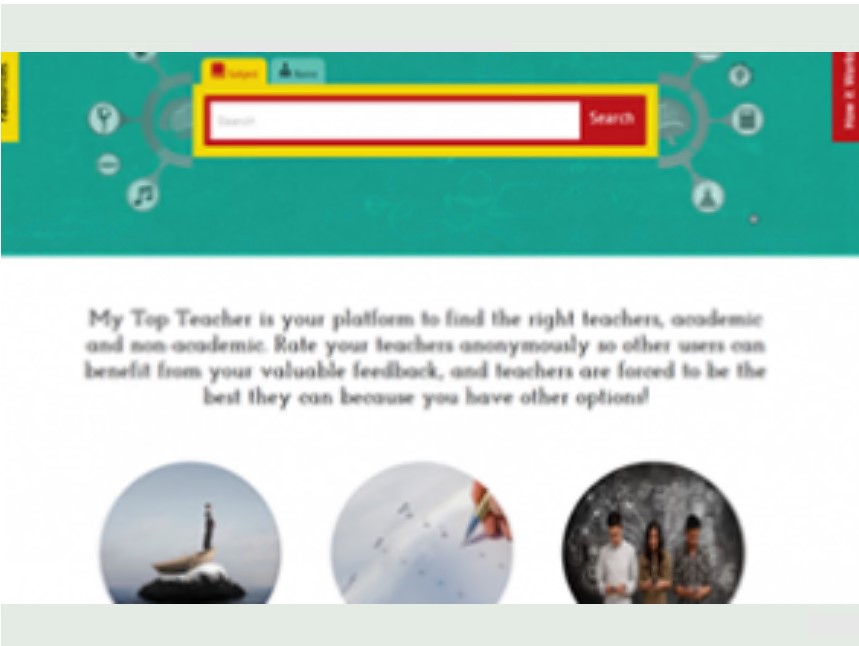 Subject Name
Search Search
How it Works
My Top Teacher is your platform to find the right teachers, academic
and non-academic. Rate your teachers anonymously so other users can
benefit from your valuable feedback, and teachers are forced to be the
best they can because you have other options!